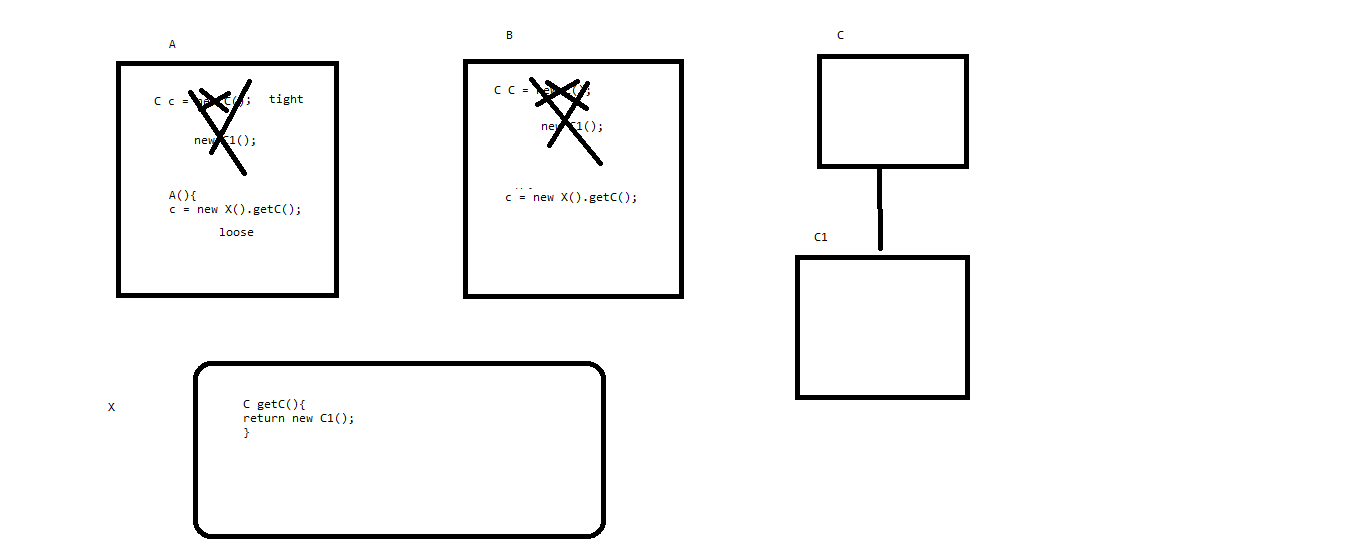 A
C c = new C(); tight
new C1();
A(){
c = new X().getC();
loose
B
C C = new C();
new C1();
c = new X().getC();
C
C1
X
C getC(){
return new C1();
}